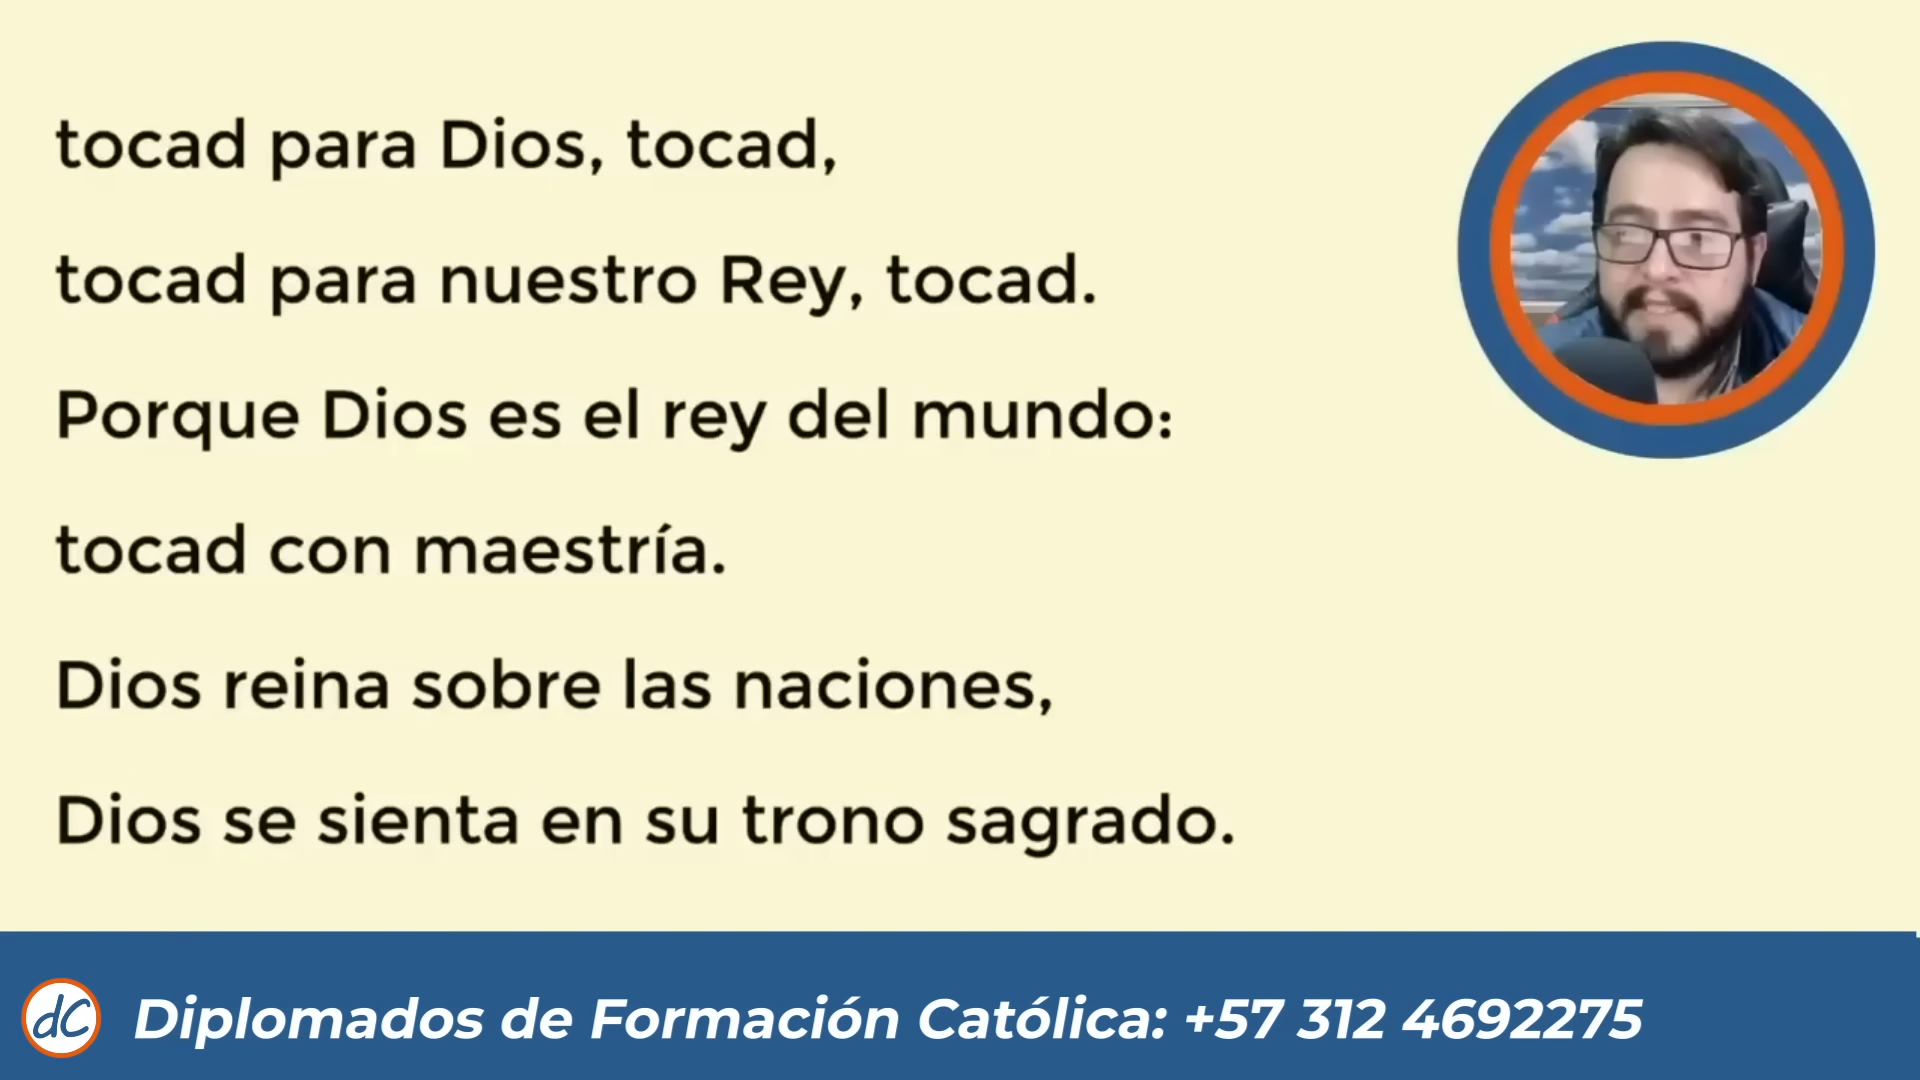 tocad para Dios, tocad,
tocad para nuestro Rey, tocad.
Porque Dios es el rey del mundo:
tocad con maestría.
Dios reina sobre las naciones,
Dios se sienta en su trono sagrado.
dC Diplomados de Formación Católica: +57 312 4692275